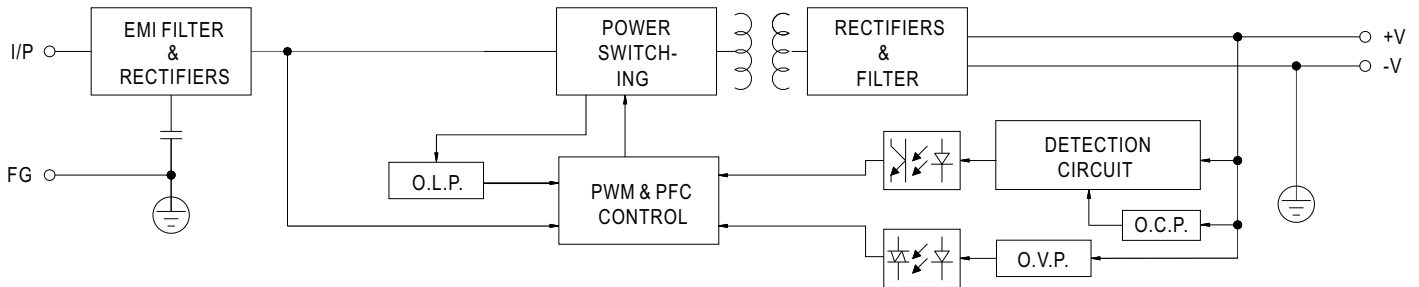 I/P
EMI FILTER
&
RECTIFIERS
POWER
SWITCH-
ING
RECTIFIERS
&
FILTER
+V
-V
FG
O.L.P.
PWM & PFC
CONTROL
DETECTION
CIRCUIT
O.C.P.
O.V.P.